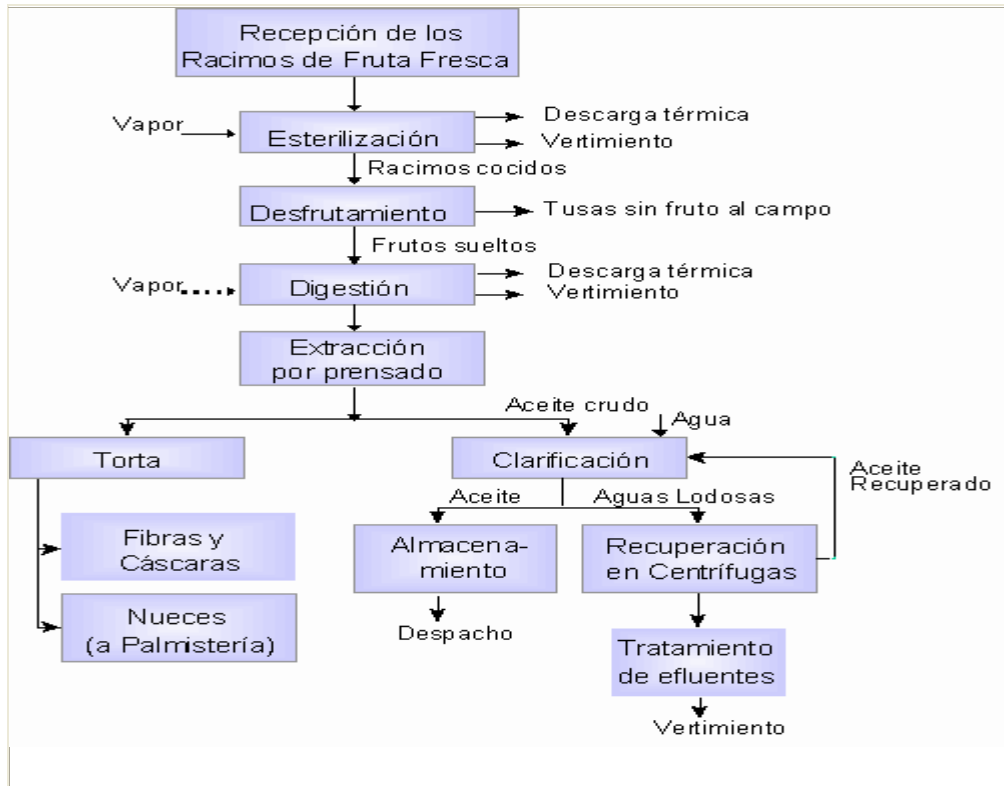 Recepción de los
Racimos de Fruta Fresca
Vapor
Esterilización
Descarga térmica
Vertimiento
Racimos cocidos
Desfrutamiento
Tusas sin fruto al campo
Frutos sueltos
Vapor
Digestión
Descarga térmica
Vertimiento
Extracción
por prensado
Aceite crudo
Agua
Torta
Clarificación
Aceite
Recuperado
Aceite
Aguas Lodosas
Fibras y
Cáscaras
Almacena-
miento
Recuperación
en Centrífugas
Nueces
(a Palmistería)
Despacho
Tratamiento
de efluentes
Vertimiento